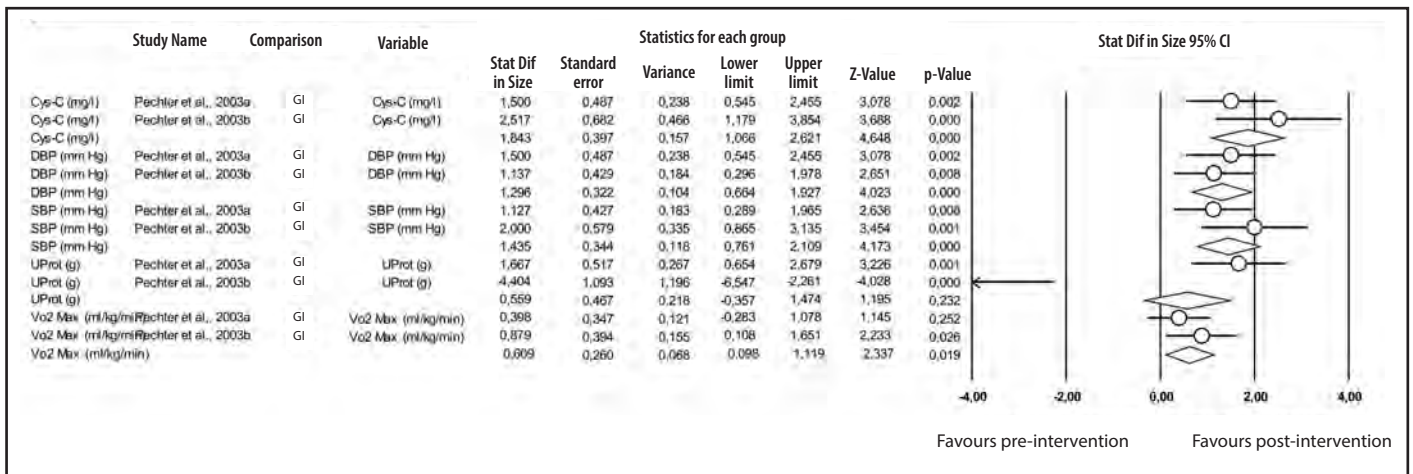 Study Name Comparison Variable Statistics for each group Stat Dif in Size 95% CI
Stat Dif in Size Standard error Variance Lower limit Upper limit Z-Value p-Value
Cys-C (mg/l) Pechter et al., 2003a GI Cys-C (mg/l) 1,500 0,487 0,238 0,545 2,455 3,078 0,002
Cys-C (mg/l) Pechter et al., 2003b GI Cys-C (mg/l) 2,517 0,682 0,466 1,179 3,854 3,688 0,000
Cys-C (mg/l) 1,843 0,397 0,157 1,066 2,621 4,648 0,000
DBP (mm Hg) Pechter et al., 2003a GI DBP (mm Hg) 1,500 0,487 0,238 0,545 2,455 3,078 0,002
DBP (mm Hg) Pechter et al., 2003b GI DBP (mm Hg) 1,137 0,429 0,184 0,296 1,978 2,651 0,008
DBP (mm Hg) 1,296 0,322 0,104 0,664 1,927 4,023 0,000
SBP (mm Hg) Pechter et al., 2003a GI SBP (mm Hg) 1,127 0,427 0,183 0,289 1,965 2,636 0,008
SBP (mm Hg) Pechter et al., 2003b GI SBP (mm Hg) 2,000 0,579 0,335 0,865 3,135 3,454 0,001
SBP (mm Hg) 1,435 0,344 0,118 0,761 2,109 4,173 0,000
UProt (g) Pechter et al., 2003a GI UProt (g) 1,667 0,517 0,267 0,654 2,679 3,226 0,001
UProt (g) Pechter et al., 2003b GI UProt (g) -4,404 1,093 1,196 -6,547 -2,261 -4,028 0,000
UProt (g) 0,559 0,467 0,218 -0,357 1,474 1,195 0,232
Vo2 Max (ml/kg/min) Pechter et al., 2003a GI Vo2 Max (ml/kg/min) 0,398 0,347 0,121 -0,283 1,078 1,145 0,252
Vo2 Max (ml/kg/min) Pechter et al., 2003b GI Vo2 Max (ml/kg/min) 0,879 0,394 0,155 0,108 1,651 2,233 0,026
Vo2 Max (ml/kg/min) 0,609 0,260 0,068 0,098 1,119 2,337 0,019
-4,00 -2,00 0,00 2,00 4,00
Favours pre-intervention Favours post-intervention